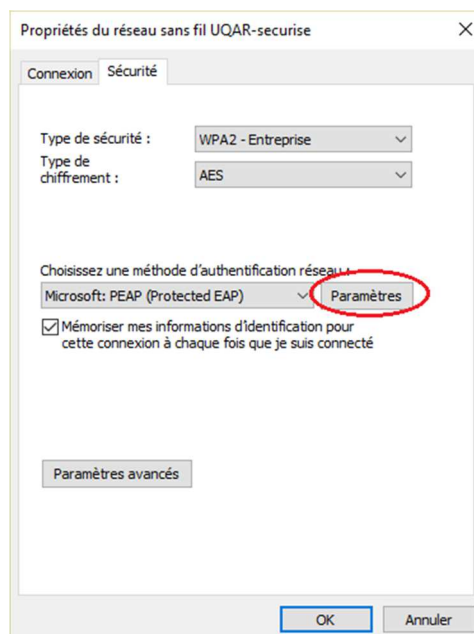 Propriétés du réseau sans fil UQAR-securise
Connexion Sécurité
Type de sécurité : WPA2 - Entreprise
Type de
chiffrement : AES
Choisissez une méthode d'authentification réseau :
Microsoft: PEAP (Protected EAP) Paramètres
Mémoriser mes informations d'identification pour
cette connexion à chaque fois que je suis connecté
Paramètres avancés
OK Annuler